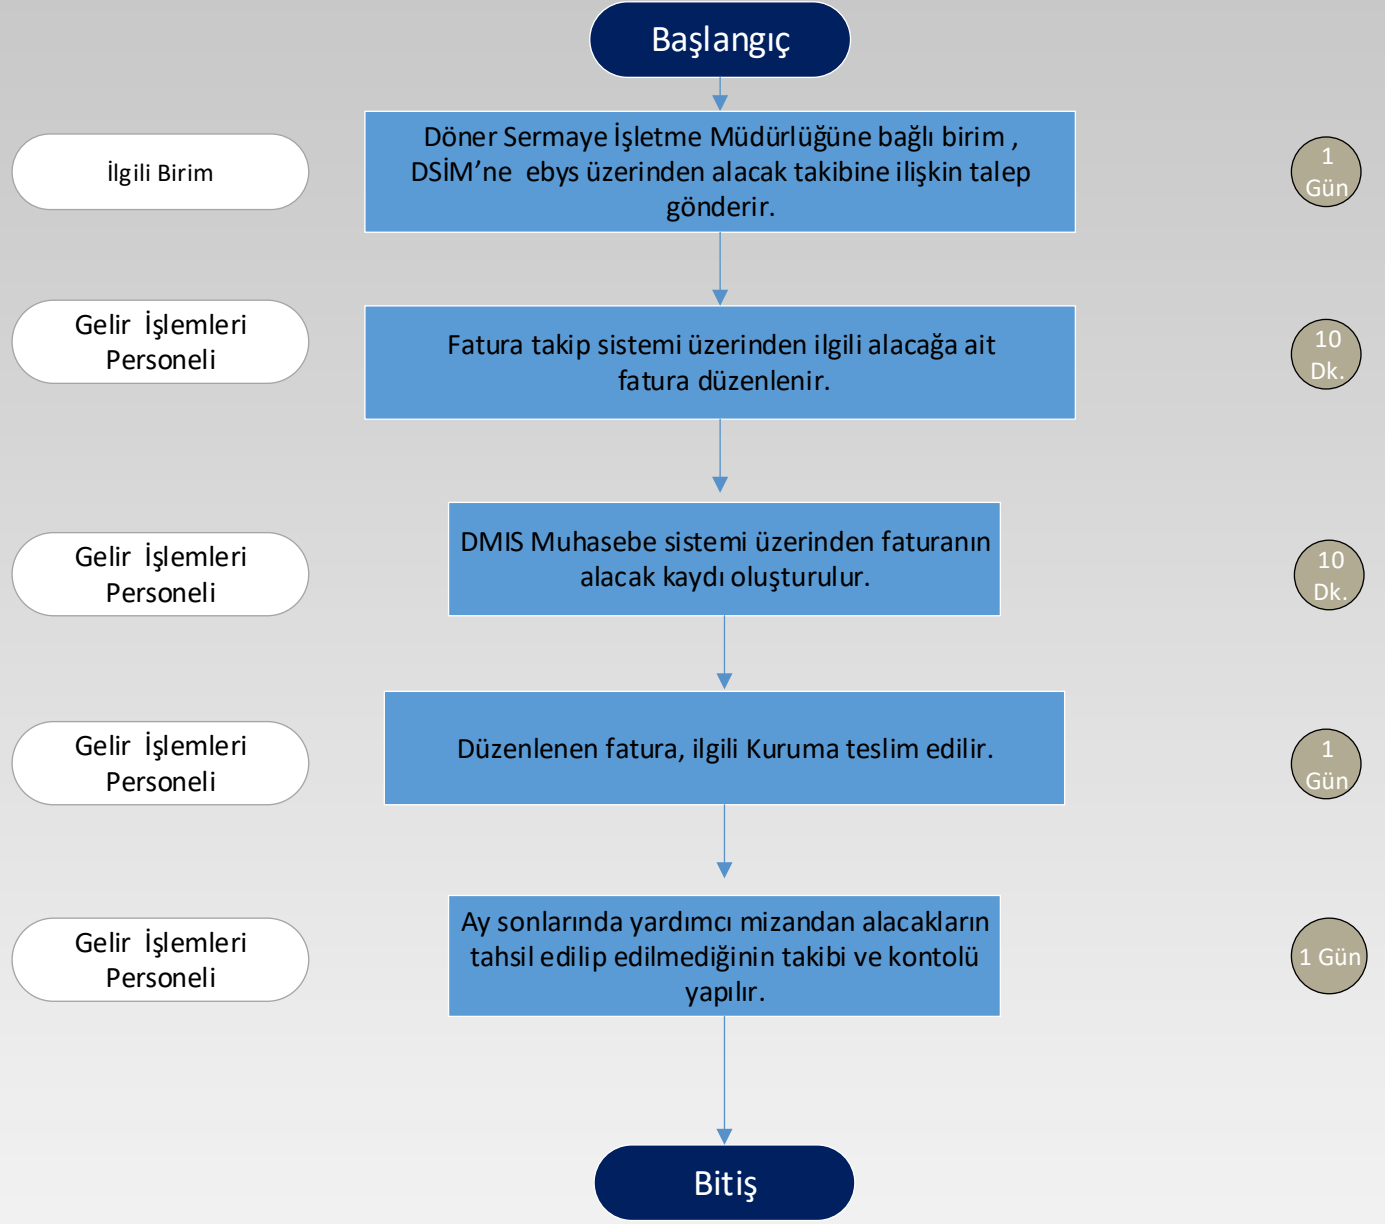 Başlangıç
İlgili Birim
Döner Sermaye İşletme Müdürlüğüne bağlı birim ,
DSİM’ne ebys üzerinden alacak takibine ilişkin talep
gönderir.
1
Gün
Gelir İşlemleri
Personeli
Fatura takip sistemi üzerinden ilgili alacağa ait
fatura düzenlenir.
10
Dk.
Gelir İşlemleri
Personeli
DMIS Muhasebe sistemi üzerinden faturanın
alacak kaydı oluşturulur.
10
Dk.
Gelir İşlemleri
Personeli
Düzenlenen fatura, ilgili Kuruma teslim edilir.
1
Gün
Gelir İşlemleri
Personeli
Ay sonlarında yardımcı mizandan alacakların
tahsil edilip edilmediğinin takibi ve kontolü
yapılır.
1 Gün
Bitiş